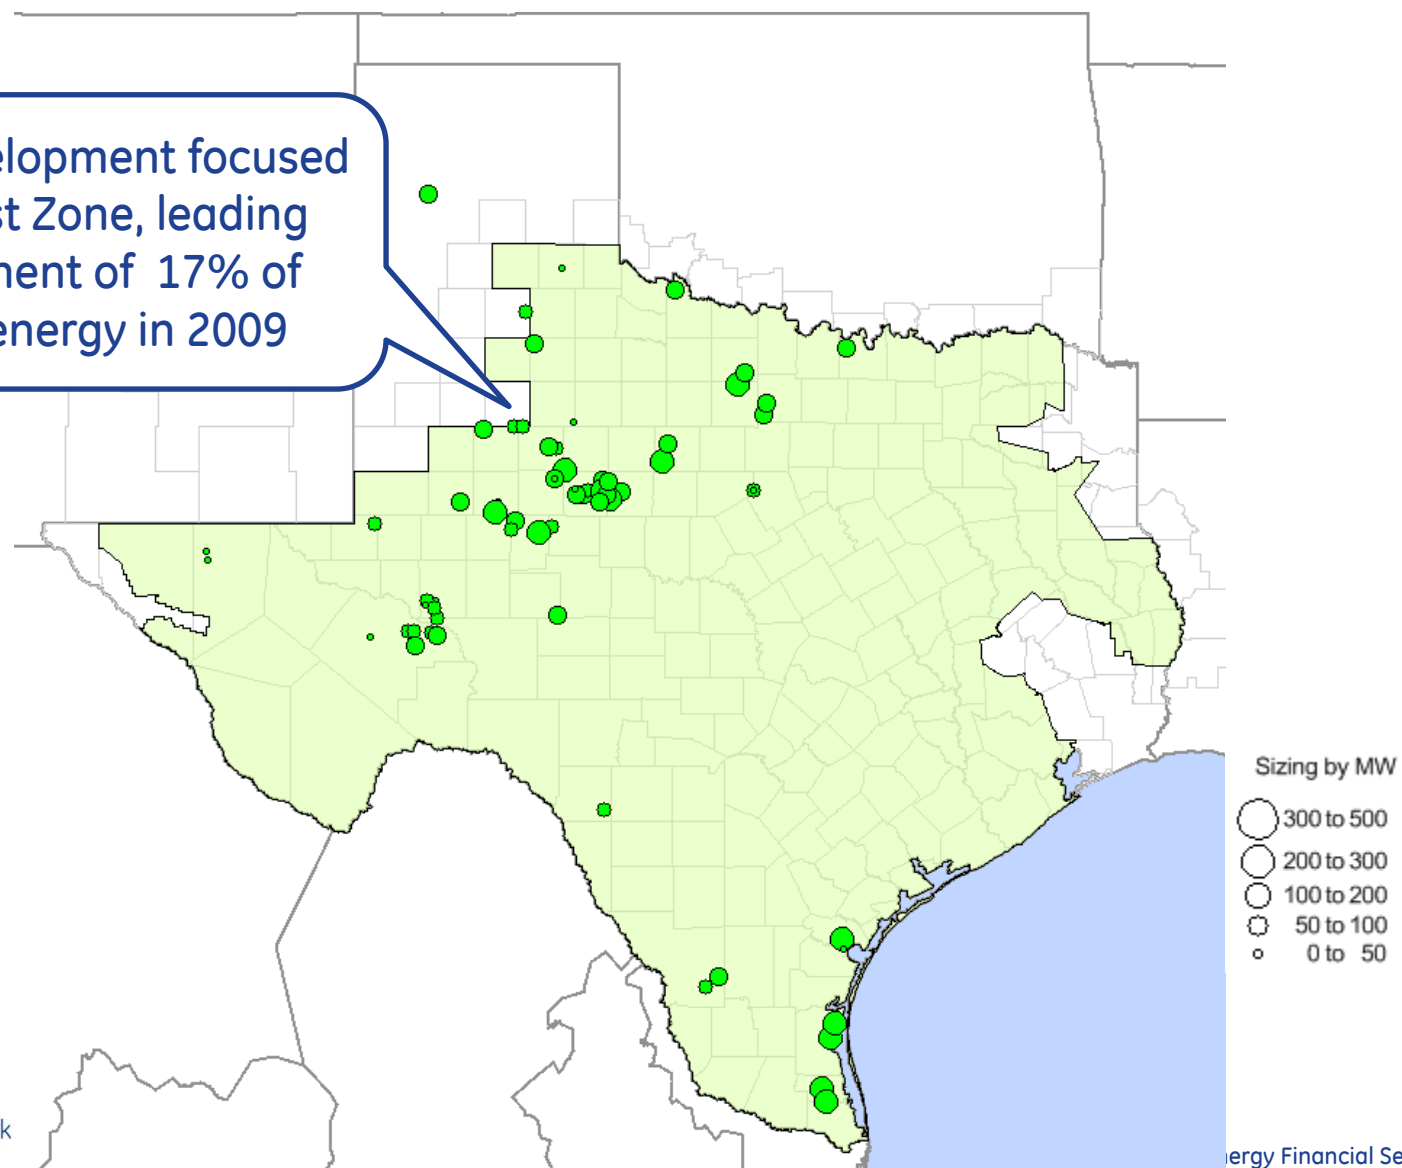 elopment focused
st Zone, leading
ment of 17% of
energy in 2009
Sizing by MW
300 to 500
200 to 300
100 to 200
50 to 100
0 to 50
k
ergy Financial Se